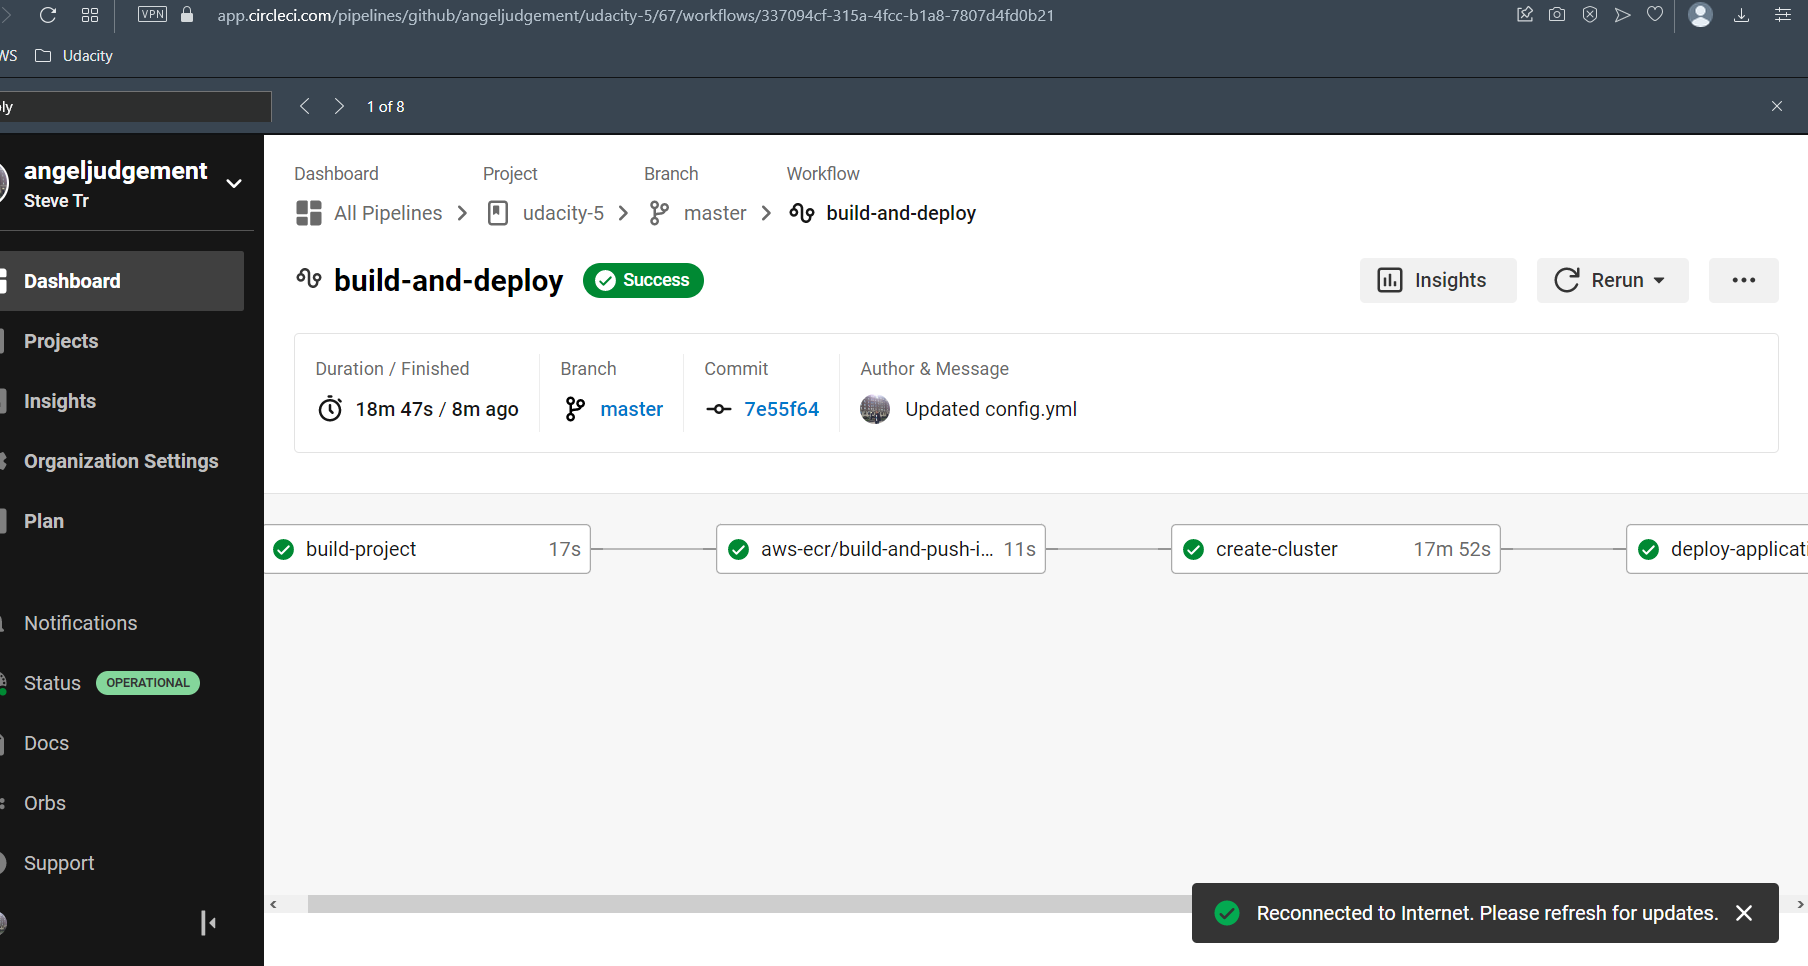 VPN
app.circleci.com/pipelines/github/angeljudgement/udacity-5/67/workflows/337094cf-315a-4fcc-b1a8-7807d4fd0b21
WS Udacity
ply 1 of 8
angeljudgement
Steve Tr
Dashboard
Projects
Insights
Organization Settings
Plan
Notifications
Status OPERATIONAL
Docs
Orbs
Support
Dashboard Project Branch Workflow
All Pipelines udacity-5 master build-and-deploy
build-and-deploy Success Insights Rerun
Duration / Finished Branch Commit Author & Message
18m 47s / 8m ago master 7e55f64 Updated config.yml
build-project 17s aws-ecr/build-and-push-i... 11s create-cluster 17m 52s deploy-applicati
Reconnected to Internet. Please refresh for updates.